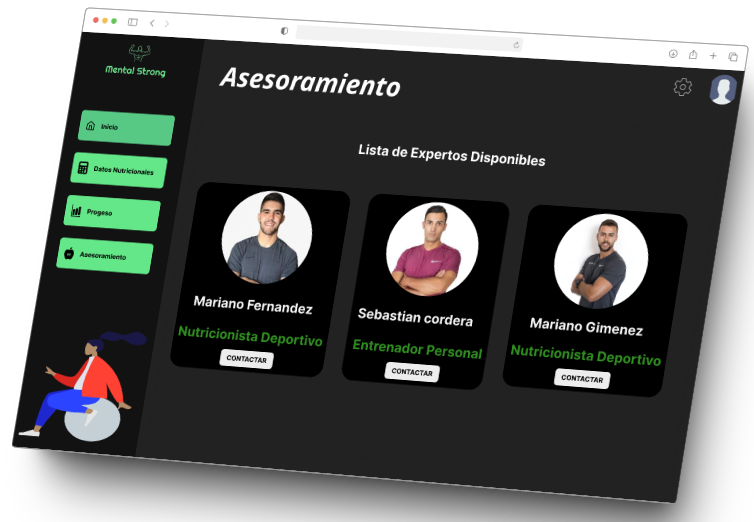 Mental Strong
Asesoramiento
Inicio
Datos Nutricionales
Progeso
Asesoramiento
Lista de Expertos Disponibles
Mariano Fernandez
Nutricionista Deportivo
CONTACTAR
Sebastian cordera
Entrenador Personal
CONTACTAR
Mariano Gimenez
Nutricionista Deportivo
CONTACTAR